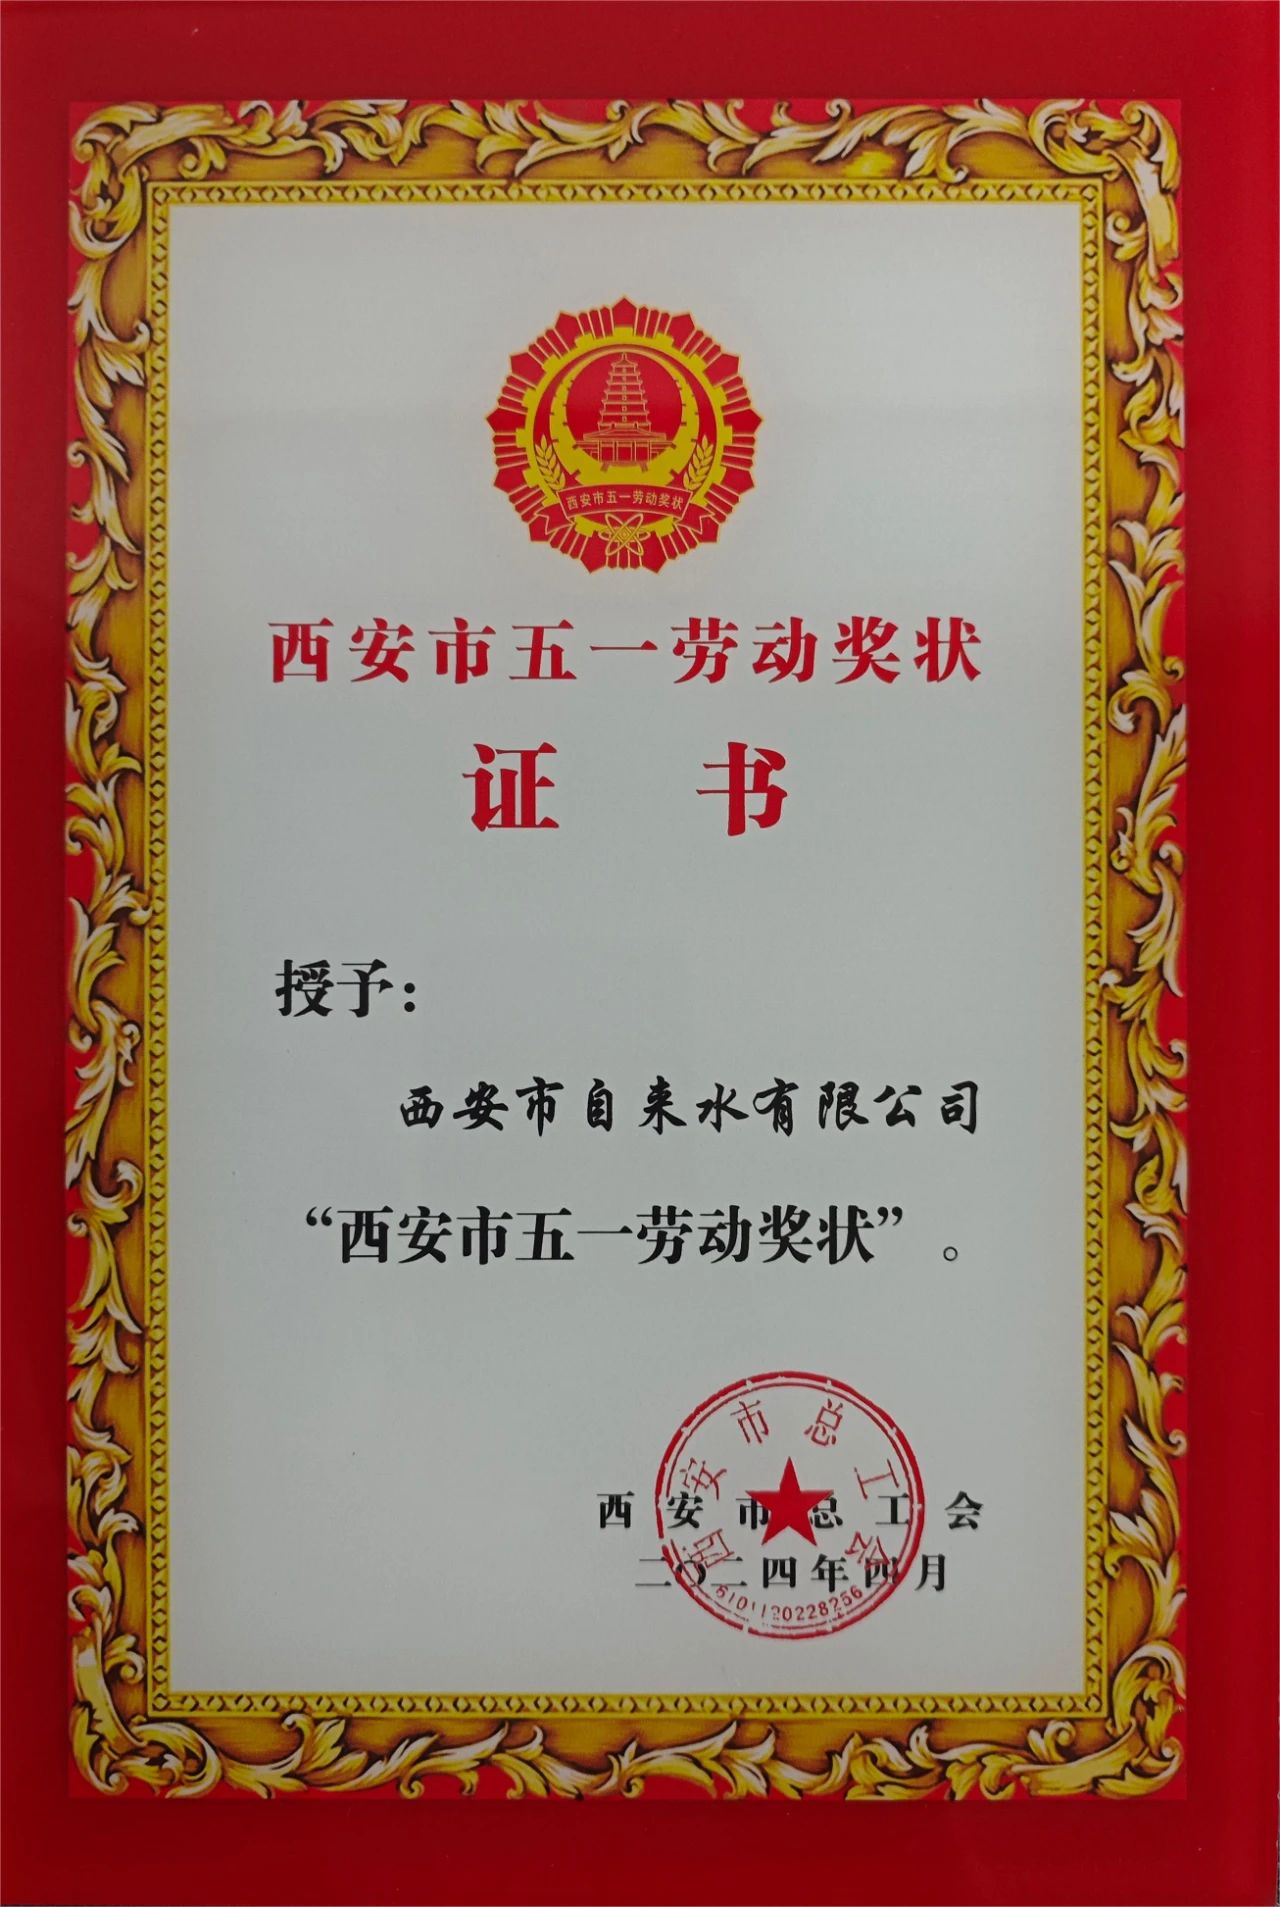 西安市五一劳动奖状
西安市五一劳动奖状
证书
授予：
西安市自来水有限公司
“西安市五一劳动奖状”。
西安市总工会
西安市总工会
二〇二四年四月
6101120228256